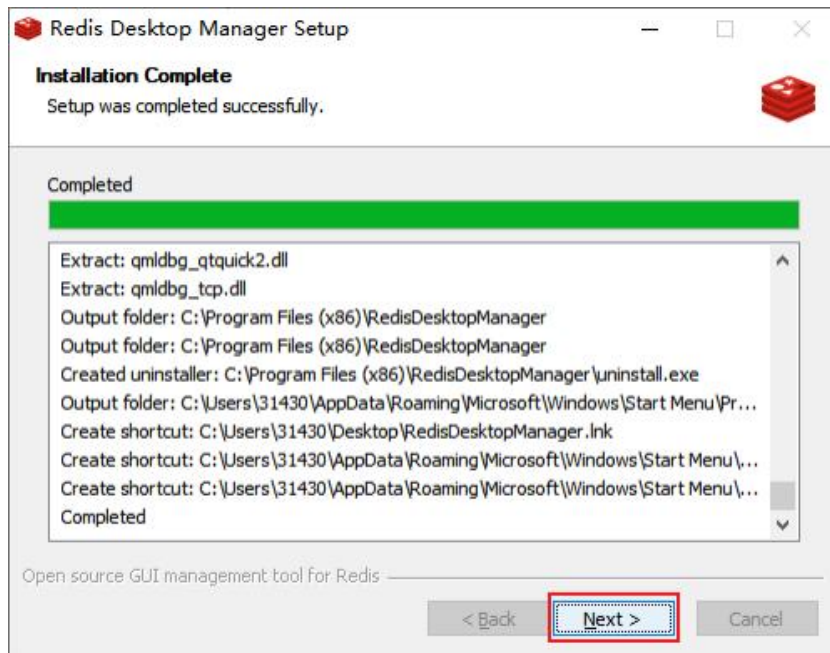 Redis Desktop Manager Setup
Installation Complete
Setup was completed successfully.
Completed
Extract: qmldbg_qtquick2.dll
Extract: qmldbg_tcp.dll
Output folder: C:\Program Files (x86)\RedisDesktopManager
Output folder: C:\Program Files (x86)\RedisDesktopManager
Created uninstaller: C:\Program Files (x86)\RedisDesktopManager\uninstall.exe
Output folder: C:\Users\31430\AppData\Roaming\Microsoft\Windows\Start Menu\Pr...
Create shortcut: C:\Users\31430\Desktop\RedisDesktopManager.lnk
Create shortcut: C:\Users\31430\AppData\Roaming\Microsoft\Windows\Start Menu\...
Create shortcut: C:\Users\31430\AppData\Roaming\Microsoft\Windows\Start Menu\...
Completed
Open source GUI management tool for Redis
< Back Next > Cancel